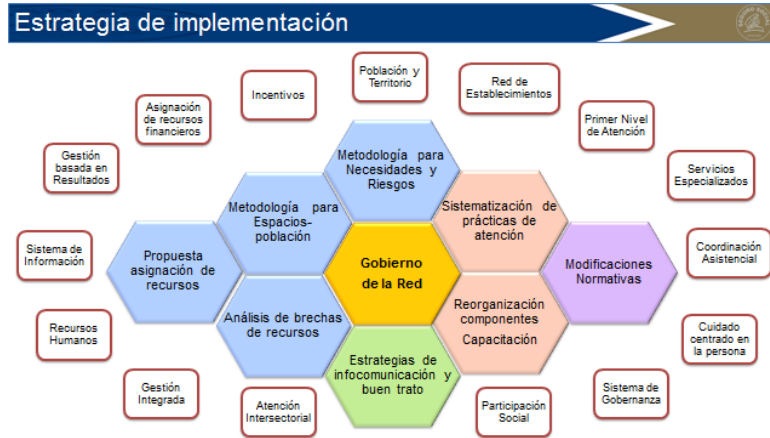 Estrategia de implementación
Población y
Territorio
Incentivos
Red de
Establecimientos
Asignación
de recursos
financieros
Primer Nivel
de Atención
Gestión
basada en
Resultados
Servicios
Especializados
Metodología para
Necesidades y
Riesgos
Metodología para
Espacios-
población
Sistematización de
prácticas de
atención
Sistema de
Información
Propuesta
asignación de
recursos
Gobierno
de la Red
Modificaciones
Normativas
Coordinación
Asistencial
Recursos
Humanos
Análisis de brechas
de recursos
Reorganización
componentes
Capacitación
Cuidado
centrado en
la persona
Estrategias de
infocomunicación y
buen trato
Gestión
Integrada
Atención
Intersectorial
Participación
Social
Sistema de
Gobernanza